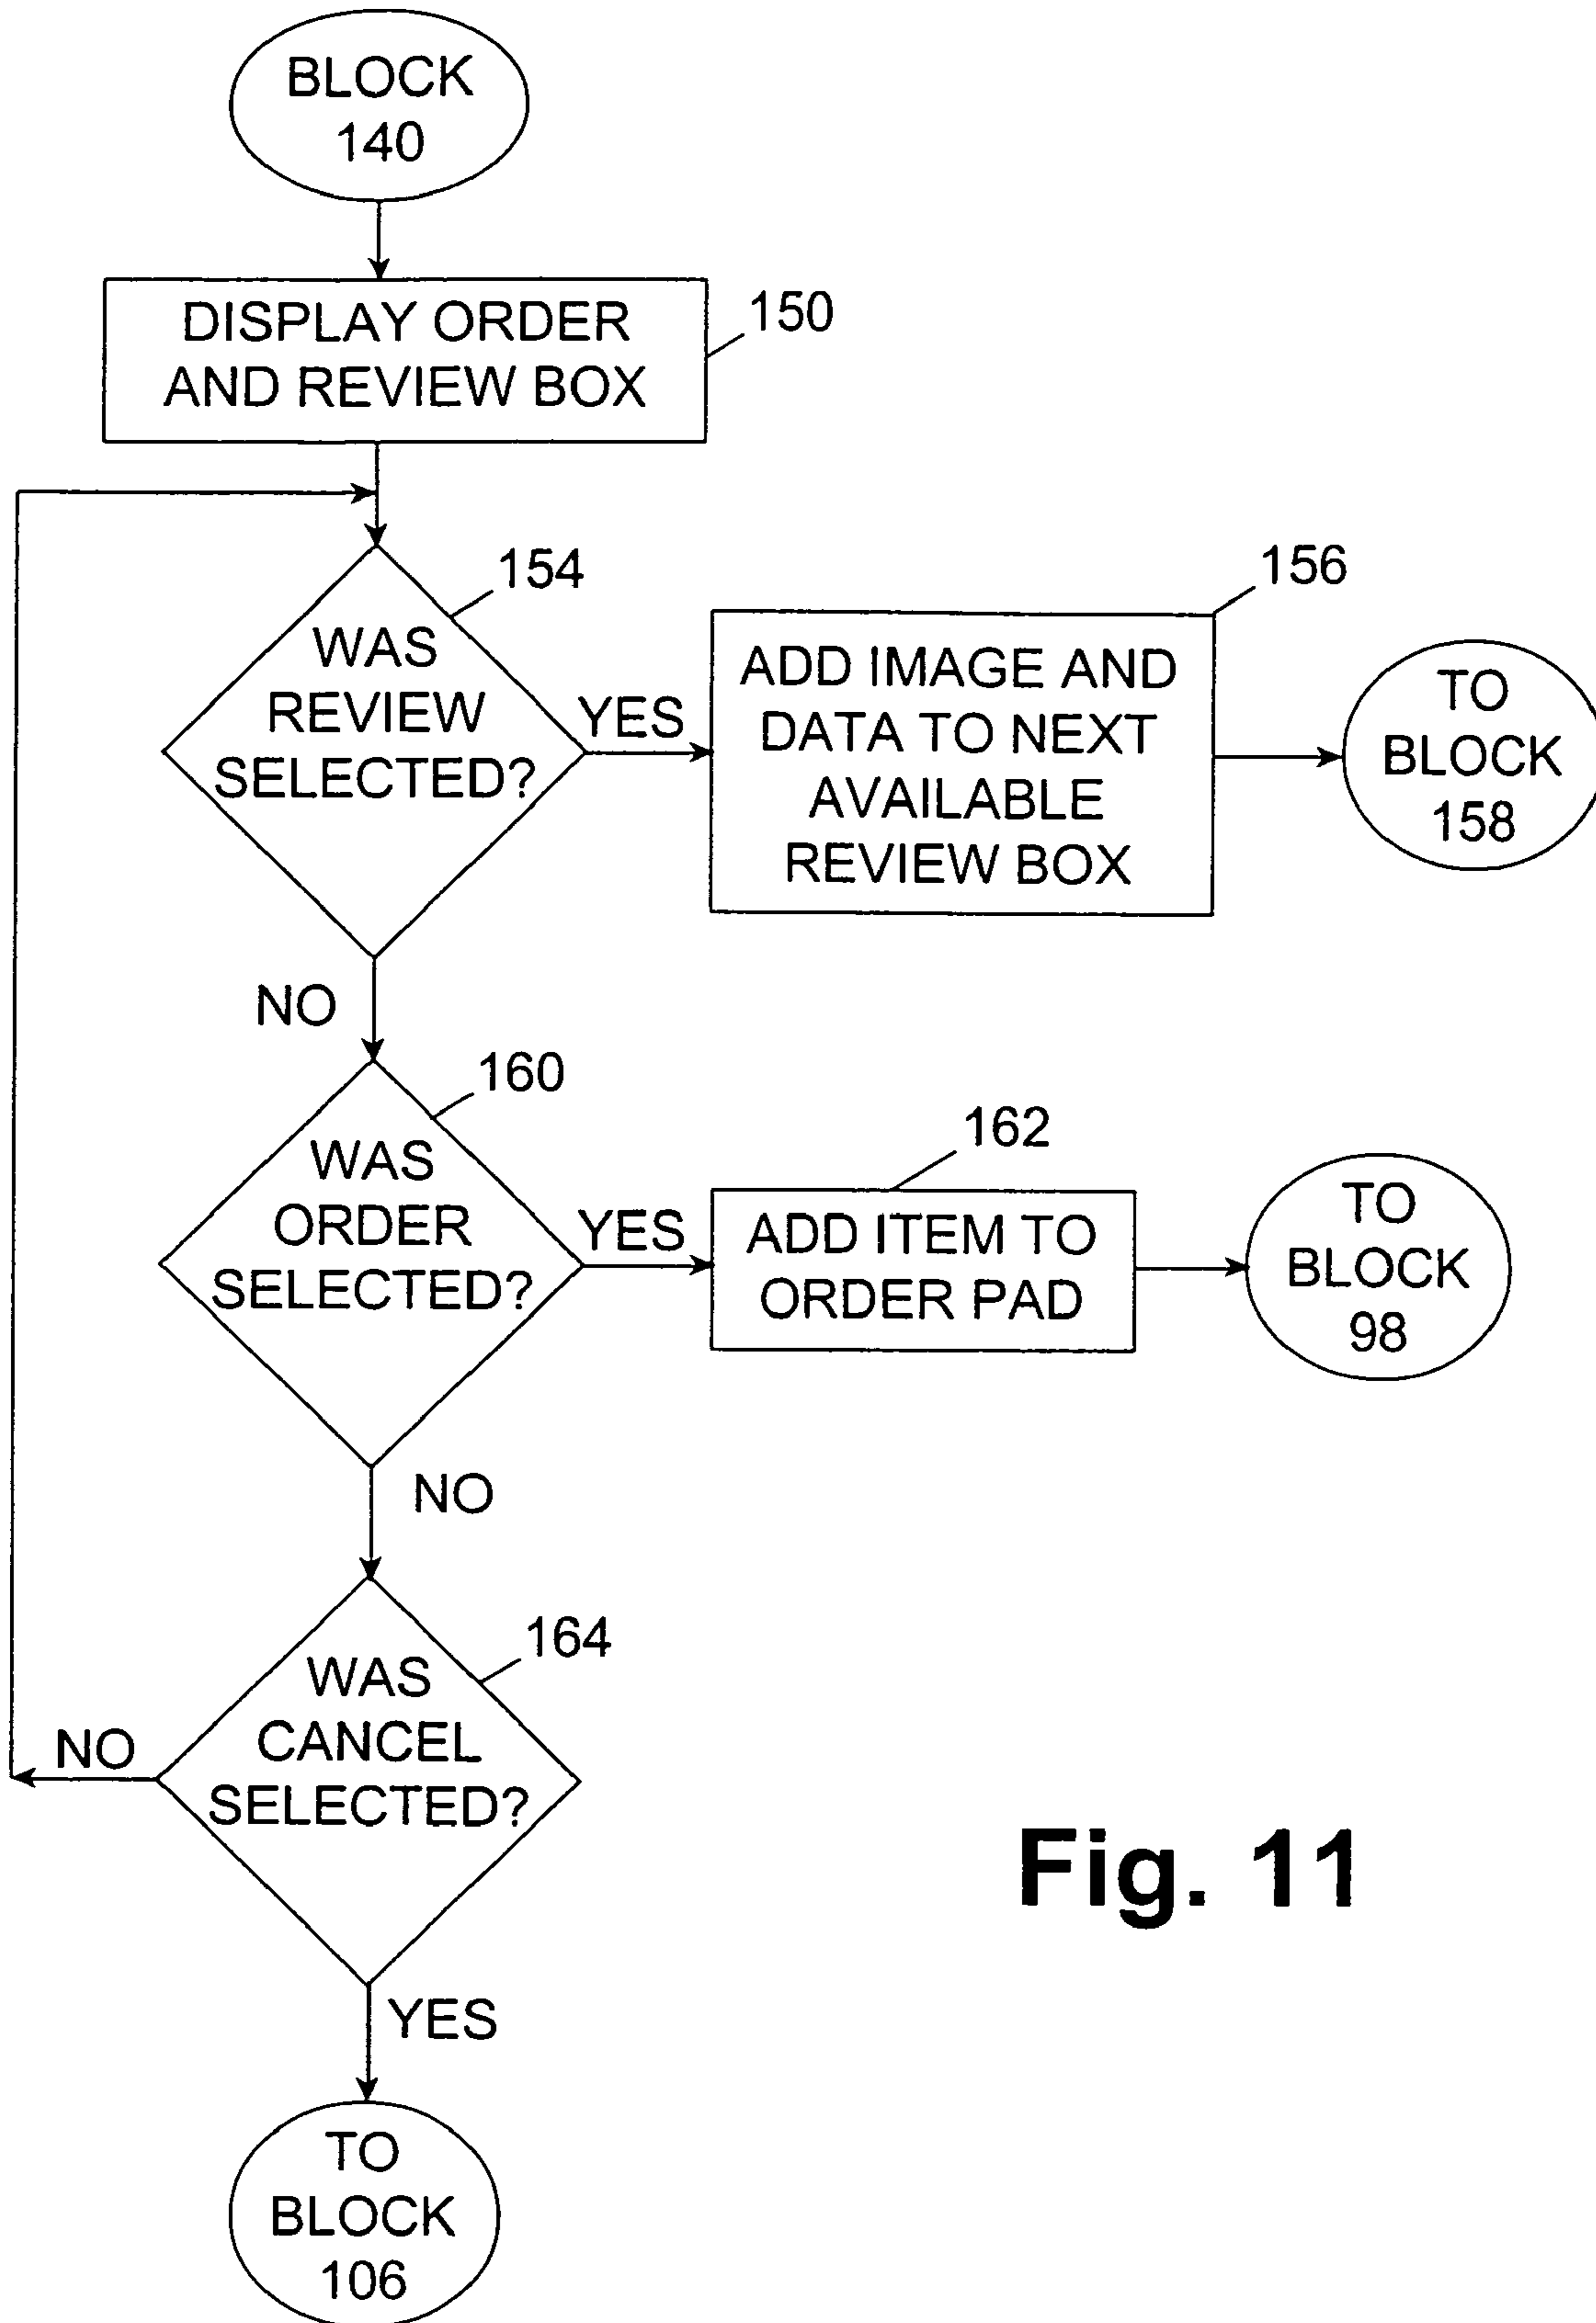 BLOCK
140
DISPLAY ORDER
AND REVIEW BOX
150
WAS
REVIEW
SELECTED?
154
YES
ADD IMAGE AND
DATA TO NEXT
AVAILABLE
REVIEW BOX
156
TO
BLOCK
158
NO
WAS
ORDER
SELECTED?
160
YES
ADD ITEM TO
ORDER PAD
162
TO
BLOCK
98
NO
WAS
CANCEL
SELECTED?
164
NO
YES
TO
BLOCK
106
Fig. 11